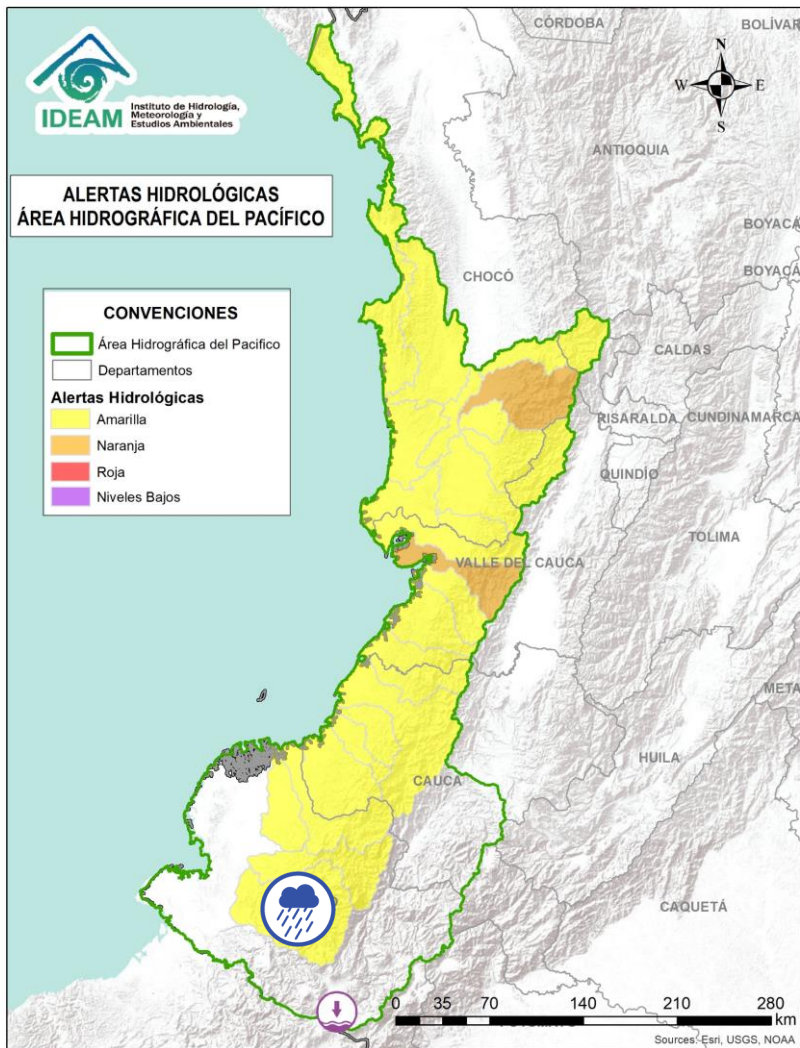 CÓRDOBA
BOLÍVAR
IDEAM
Instituto de Hidrología,
Meteorología y
Estudios Ambientales
N
W E
S
ANTIOQUIA
ALERTAS HIDROLÓGICAS
ÁREA HIDROGRÁFICA DEL PACÍFICO
BOYACÁ
BOYACÁ
CHOCÓ
CONVENCIONES
Área Hidrográfica del Pacifico
Departamentos
Alertas Hidrológicas
Amarilla
Naranja
Roja
Niveles Bajos
CALDAS
RISARALDA
CUNDINAMARCA
QUINDÍO
TOLIMA
VALLE DEL CAUCA
META
HUILA
CAUCA
CAQUETÁ
0 35 70 140 210 280
km
Sources: Esri, USGS, NOAA